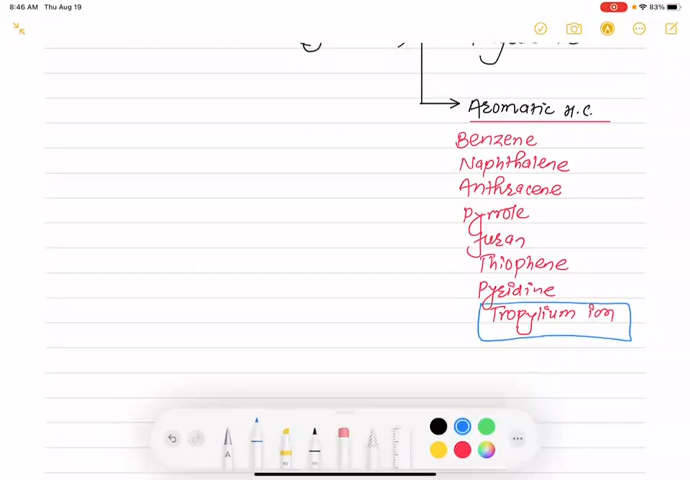 8:46 AM Thu Aug 19
83%
Aromatic H.C.
Benzene
Naphthalene
Anthracene
Pyrrole
furan
Thiophene
Pyridine
Tropylium ion
A